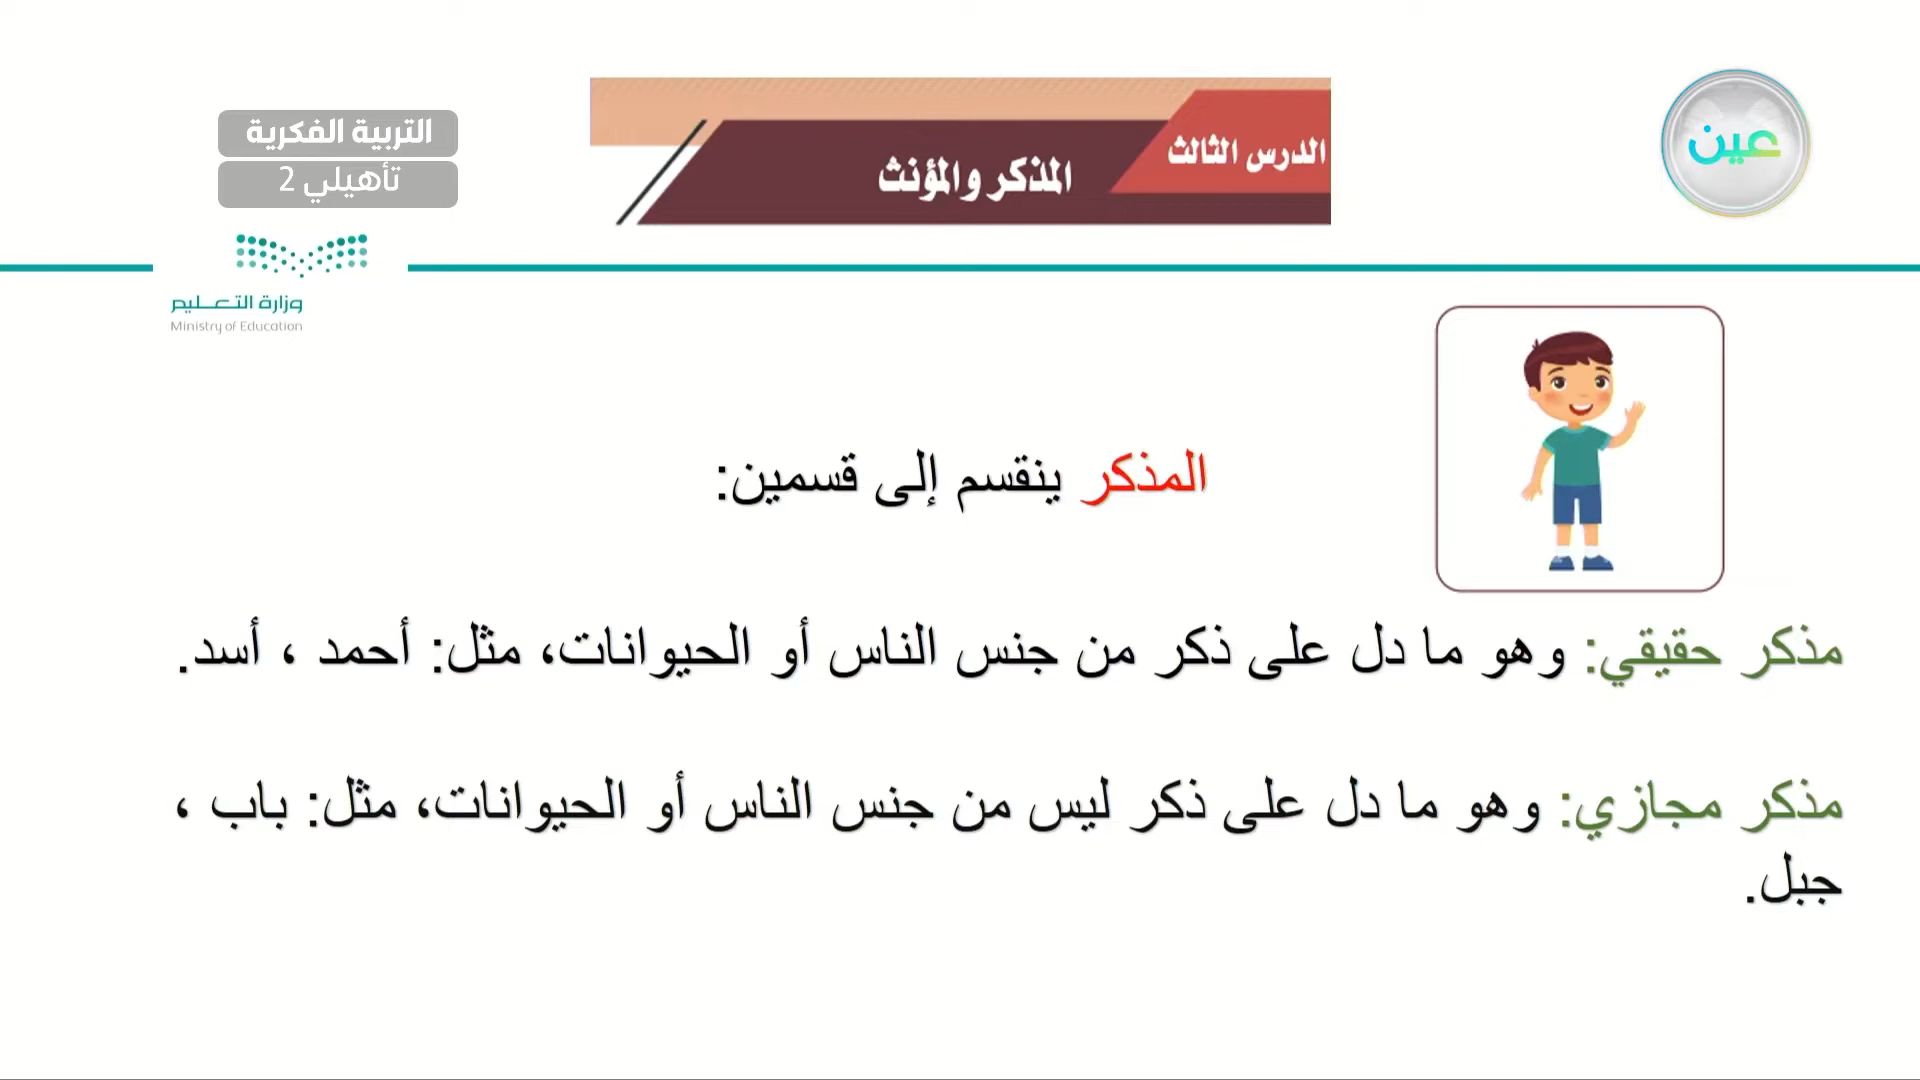 عين
الدرس الثالث
المذكر والمؤنث
التربية الفكرية
تأهيلي 2
وزارة التعليم
Ministry of Education
المذكر ينقسم إلى قسمين:
مذكر حقيقي: وهو ما دل على ذكر من جنس الناس أو الحيوانات، مثل: أحمد ، أسد.
مذكر مجازي: وهو ما دل على ذكر ليس من جنس الناس أو الحيوانات، مثل: باب ،
جبل.